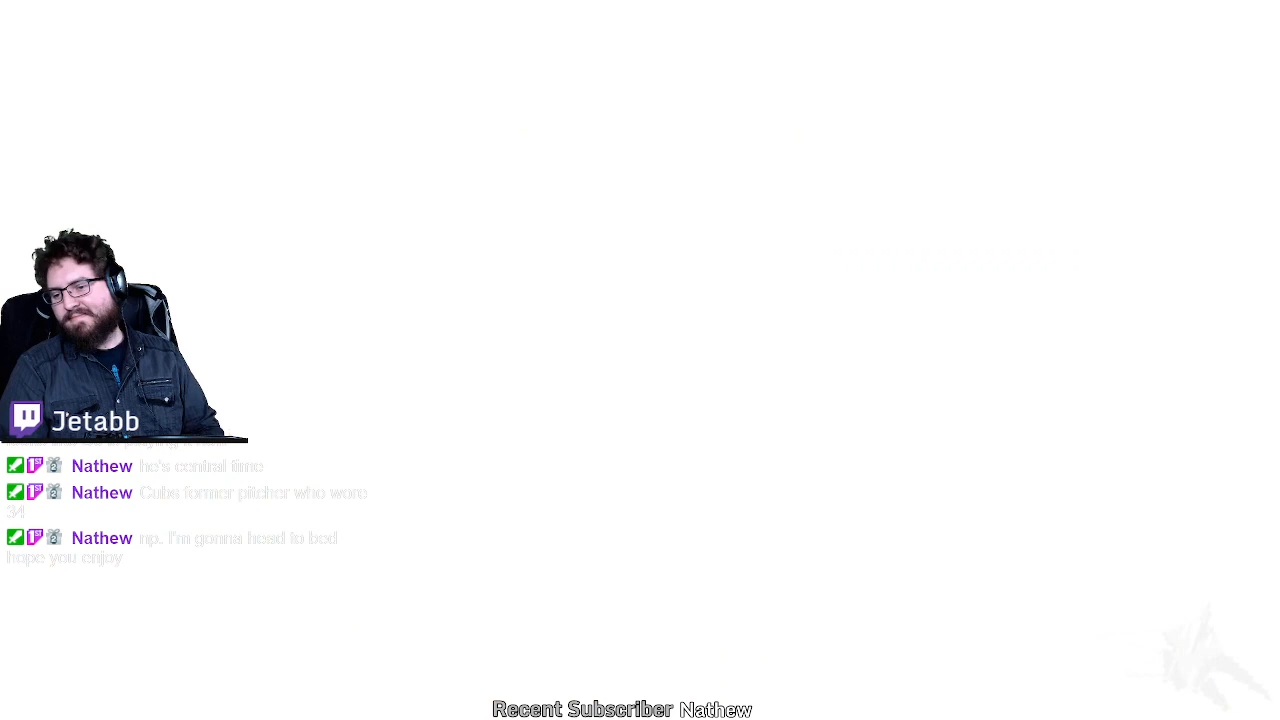 Jetabb
Nathew he's central time
Nathew Cubs former pitcher who wore
34
Nathew np. I'm gonna head to bed
hope you enjoy
Recent Subscriber Nathew